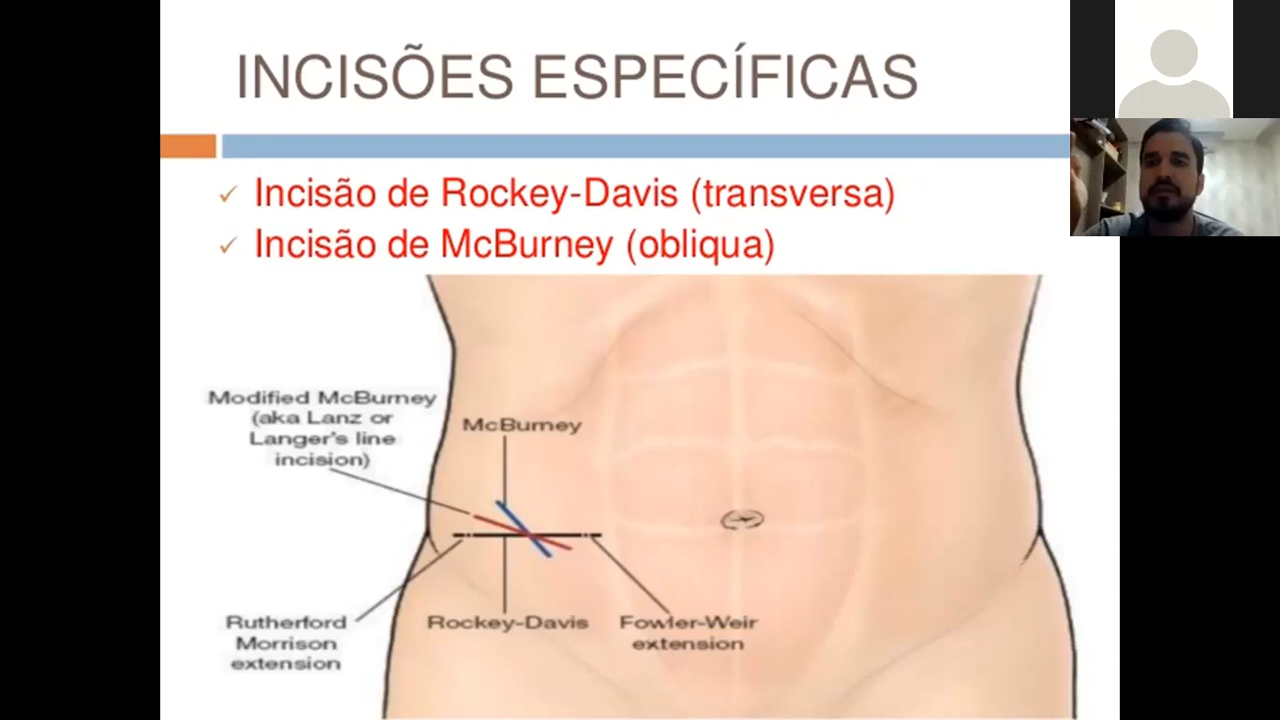 INCISÕES ESPECÍFICAS
✓ Incisão de Rockey-Davis (transversa)
✓ Incisão de McBurney (obliqua)
Modified McBurney
(aka Lanz or
Langer's line
incision)
McBurney
Rutherford
Morrison
extension
Rockey-Davis
Fowler-Weir
extension